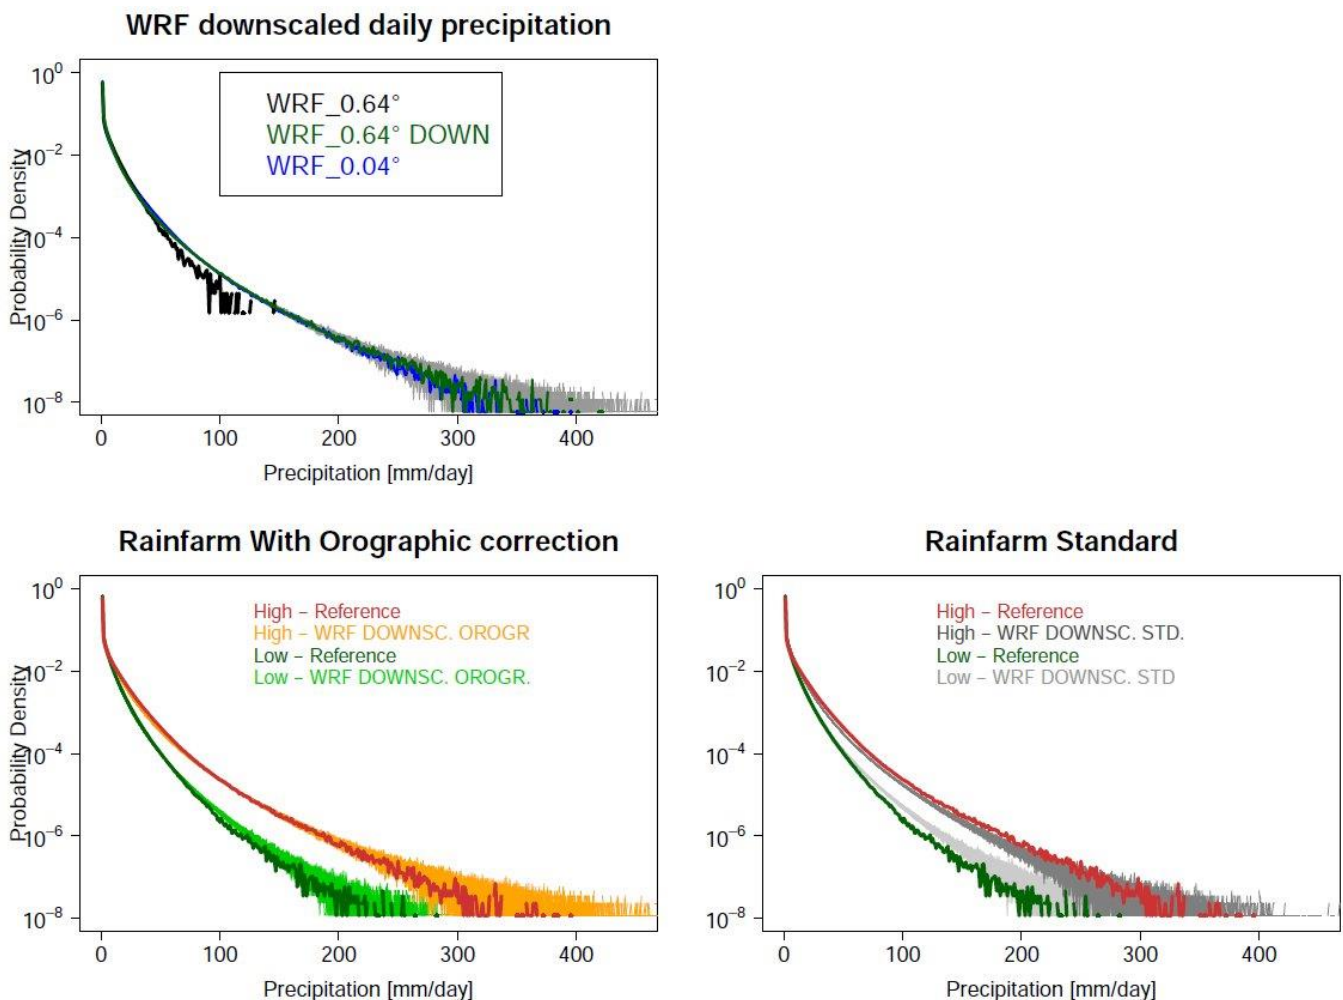 WRF downscaled daily precipitation
Probability Density
10^0
10^-2
10^-4
10^-6
10^-8
WRF_0.64°
WRF_0.64° DOWN
WRF_0.04°
0 100 200 300 400
Precipitation [mm/day]
Rainfarm With Orographic correction
Probability Density
10^0
10^-2
10^-4
10^-6
10^-8
High – Reference
High – WRF DOWNSC. OROGR
Low – Reference
Low – WRF DOWNSC. OROGR.
0 100 200 300 400
Precipitation [mm/day]
Rainfarm Standard
Probability Density
10^0
10^-2
10^-4
10^-6
10^-8
High – Reference
High – WRF DOWNSC. STD.
Low – Reference
Low – WRF DOWNSC. STD
0 100 200 300 400
Precipitation [mm/day]